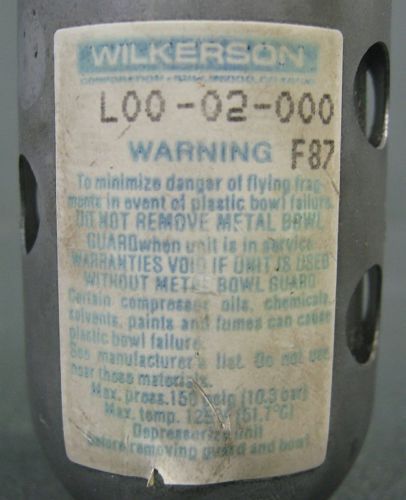 WILKERSON
CORPORATION
L00-02-000
WARNING F87
To minimize danger of flying frag-
ments in event of plastic bowl failure.
DO NOT REMOVE METAL BOWL
GUARD when unit is in service
WARRANTIES VOID IF UNIT IS USED
WITHOUT METAL BOWL GUARD
Certain compressor oils, chemicals,
solvents, paints and fumes can cause
plastic bowl failure.
See manufacturer's list. Do not use
near these materials.
Max. press. 150 psig (10.3 bar)
Max. temp. 125°F (51.7°C)
Depressurize unit
before removing guard and bowl